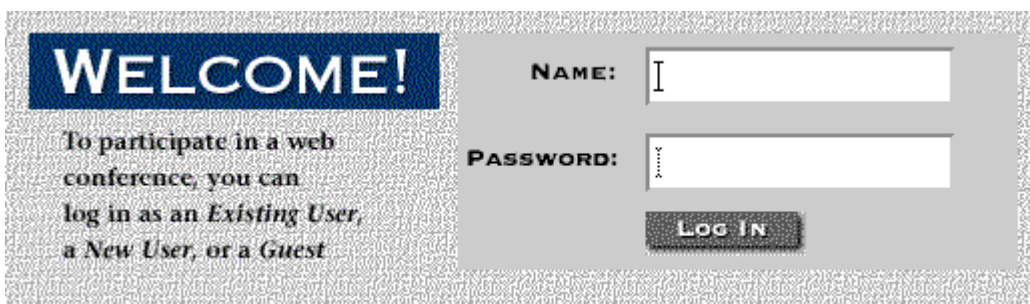 WELCOME!
To participate in a web
conference, you can
log in as an Existing User,
a New User, or a Guest
NAME:
PASSWORD:
LOG IN